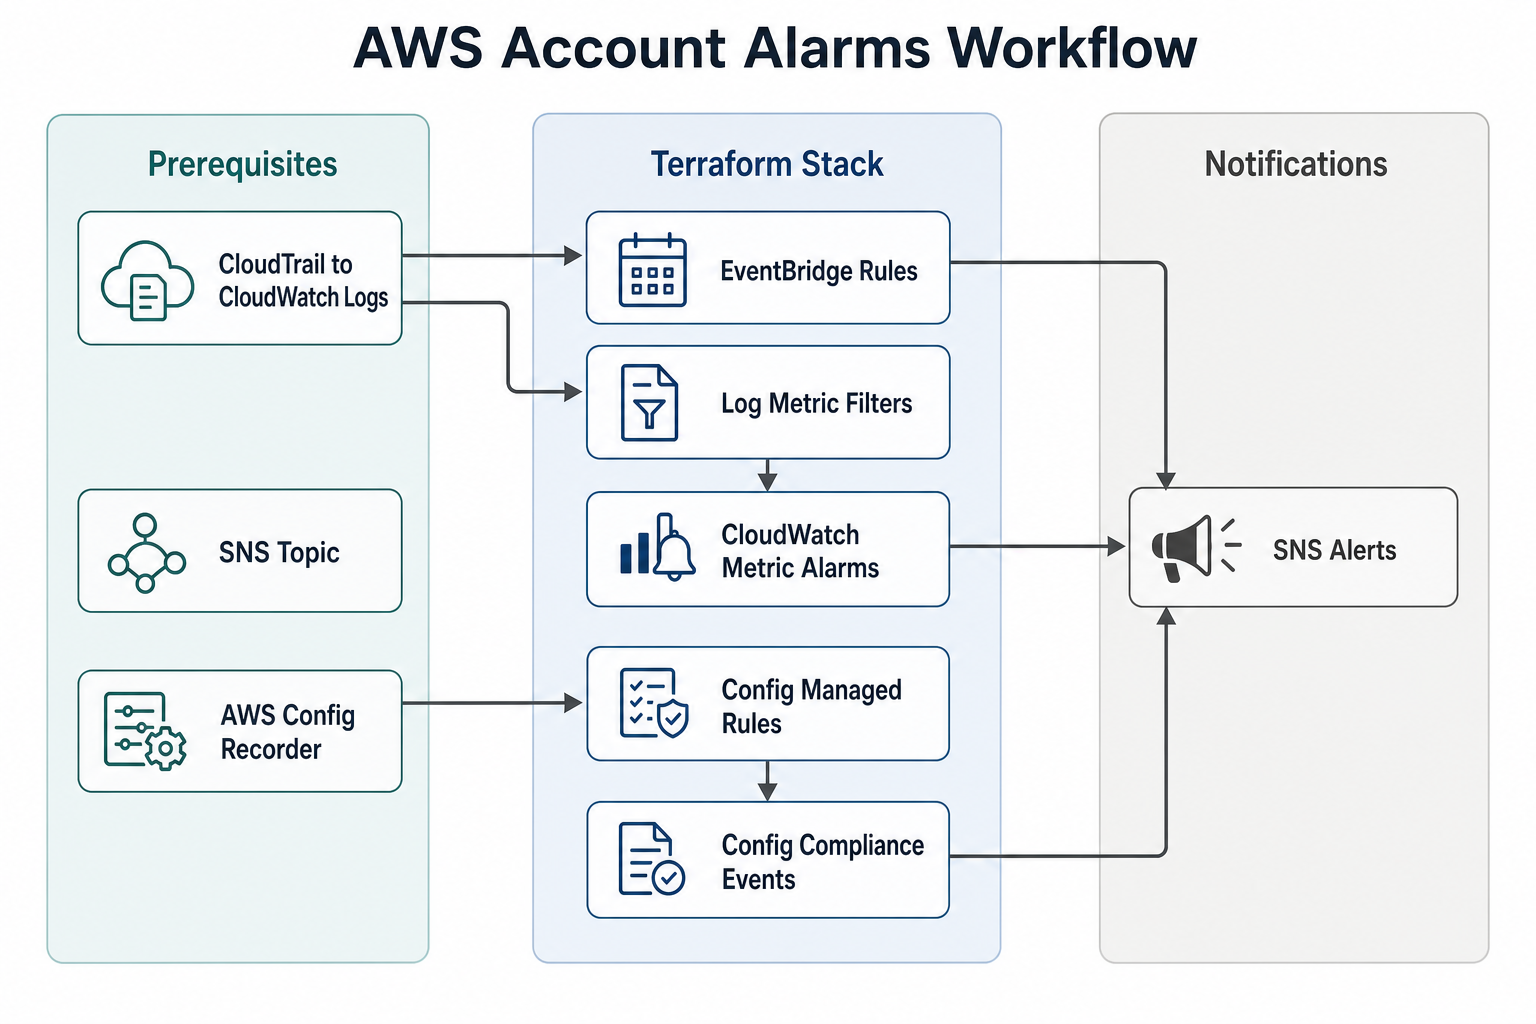 AWS Account Alarms Workflow
Prerequisites
CloudTrail to
CloudWatch Logs
SNS Topic
AWS Config
Recorder
Terraform Stack
EventBridge Rules
Log Metric Filters
CloudWatch
Metric Alarms
Config Managed
Rules
Config Compliance
Events
Notifications
SNS Alerts